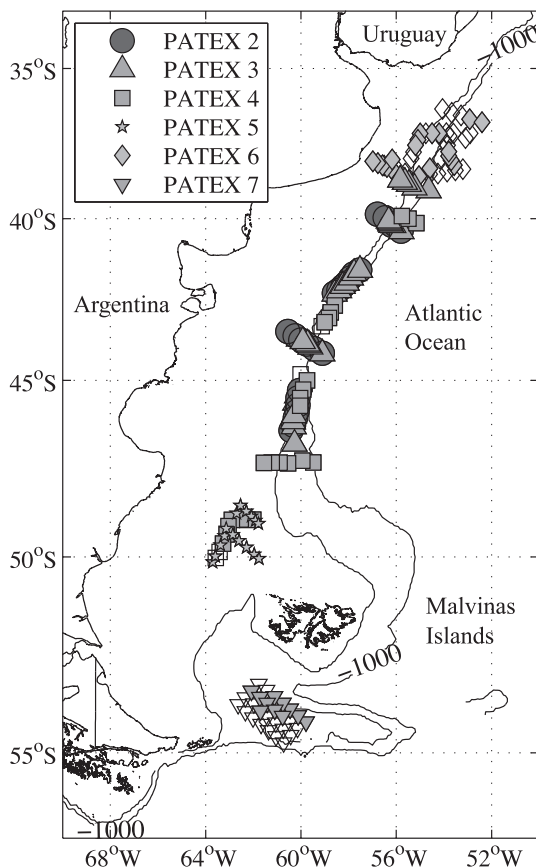 PATEX 2
PATEX 3
PATEX 4
PATEX 5
PATEX 6
PATEX 7
Uruguay
−1000
35°S
40°S
Argentina
Atlantic
Ocean
45°S
50°S
Malvinas
Islands
−1000
55°S
−1000
68°W
64°W
60°W
56°W
52°W